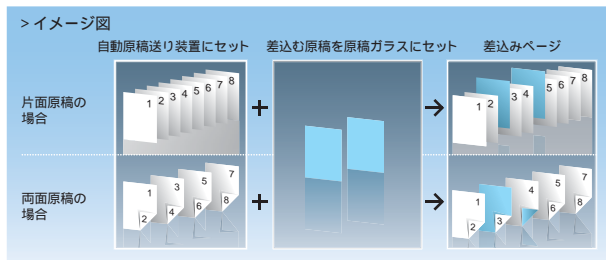 >イメージ図
自動原稿送り装置にセット 差込む原稿を原稿ガラスにセット 差込みページ
片面原稿の
場合
1 2 3 4 5 6 7 8
1 2 3 4 5 6 7 8
+
→
両面原稿の
場合
1 2 3 4 5 6 7 8
1 2 3 4 5 6 7 8
+
→